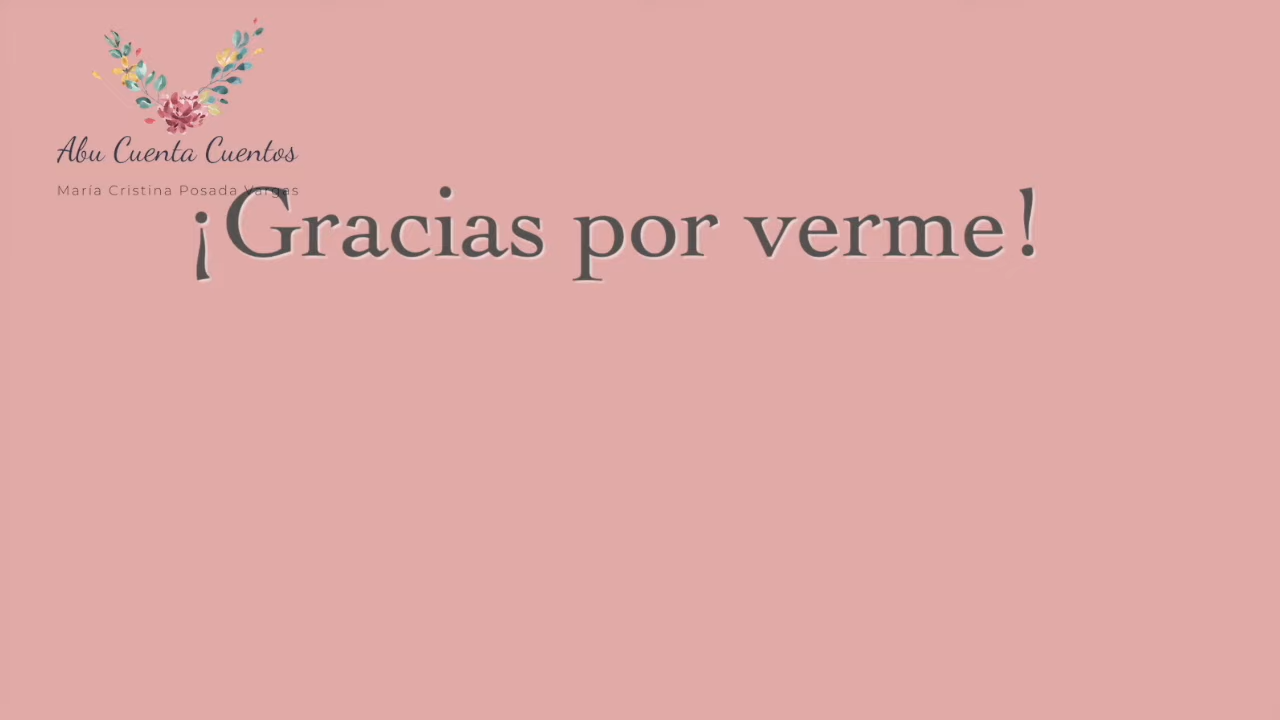 Abu Cuenta Cuentos
María Cristina Posada Vargas
¡Gracias por verme!